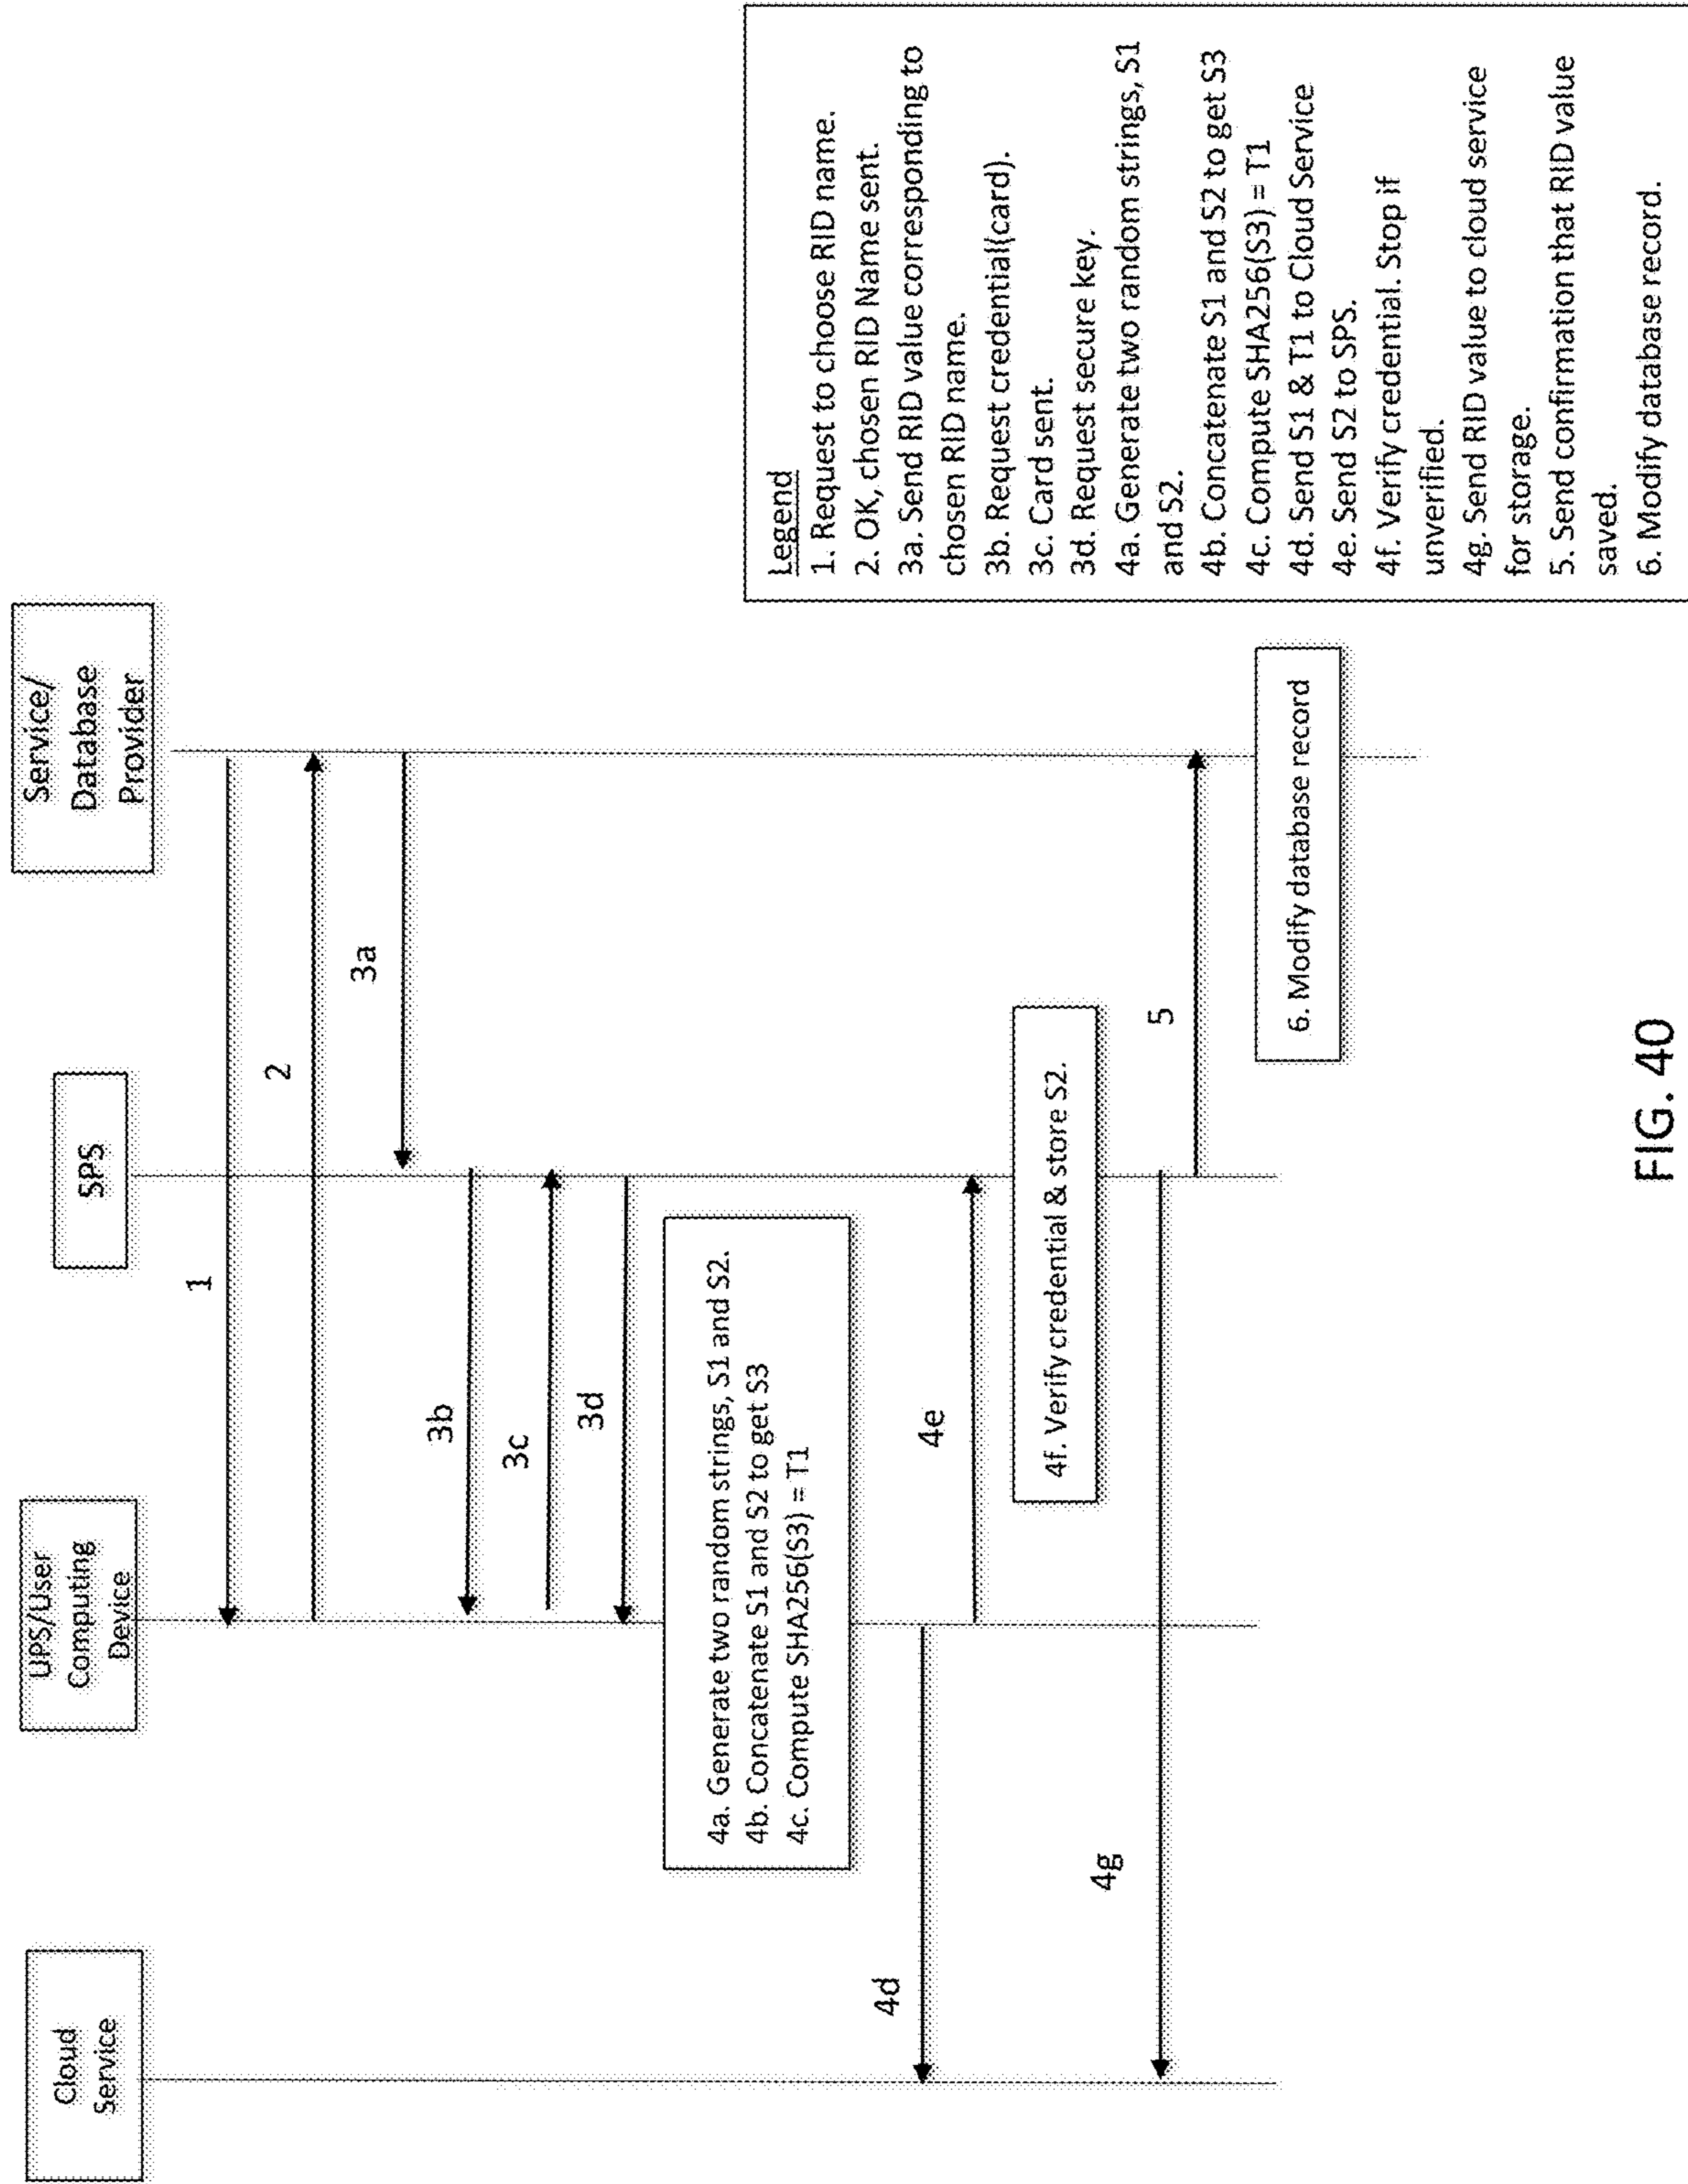 Cloud
Service
UPS/User
Computing
Device
SPS
Service/
Database
Provider
1
2
3a
3b
3c
3d
4a. Generate two random strings, S1 and S2.
4b. Concatenate S1 and S2 to get S3
4c. Compute SHA256(S3) = T1
4d
4e
4f. Verify credential & store S2.
4g
5
6. Modify database record
Legend
1. Request to choose RID name.
2. OK, chosen RID Name sent.
3a. Send RID value corresponding to
chosen RID name.
3b. Request credential(card).
3c. Card sent.
3d. Request secure key.
4a. Generate two random strings, S1
and S2.
4b. Concatenate S1 and S2 to get S3
4c. Compute SHA256(S3) = T1
4d. Send S1 & T1 to Cloud Service
4e. Send S2 to SPS.
4f. Verify credential. Stop if
unverified.
4g. Send RID value to cloud service
for storage.
5. Send confirmation that RID value
saved.
6. Modify database record.
FIG. 40